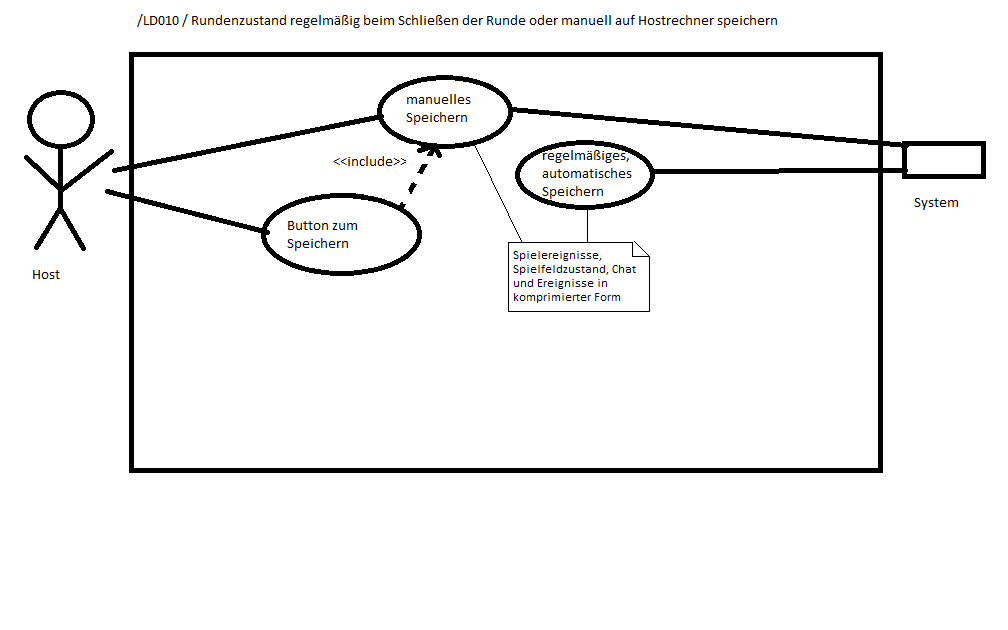 /LD010 / Rundenzustand regelmäßig beim Schließen der Runde oder manuell auf Hostrechner speichern
manuelles
Speichern
<<include>>
regelmäßiges,
automatisches
Speichern
System
Button zum
Speichern
Host
Spielereignisse,
Spielfeldzustand, Chat
und Ereignisse in
komprimierter Form